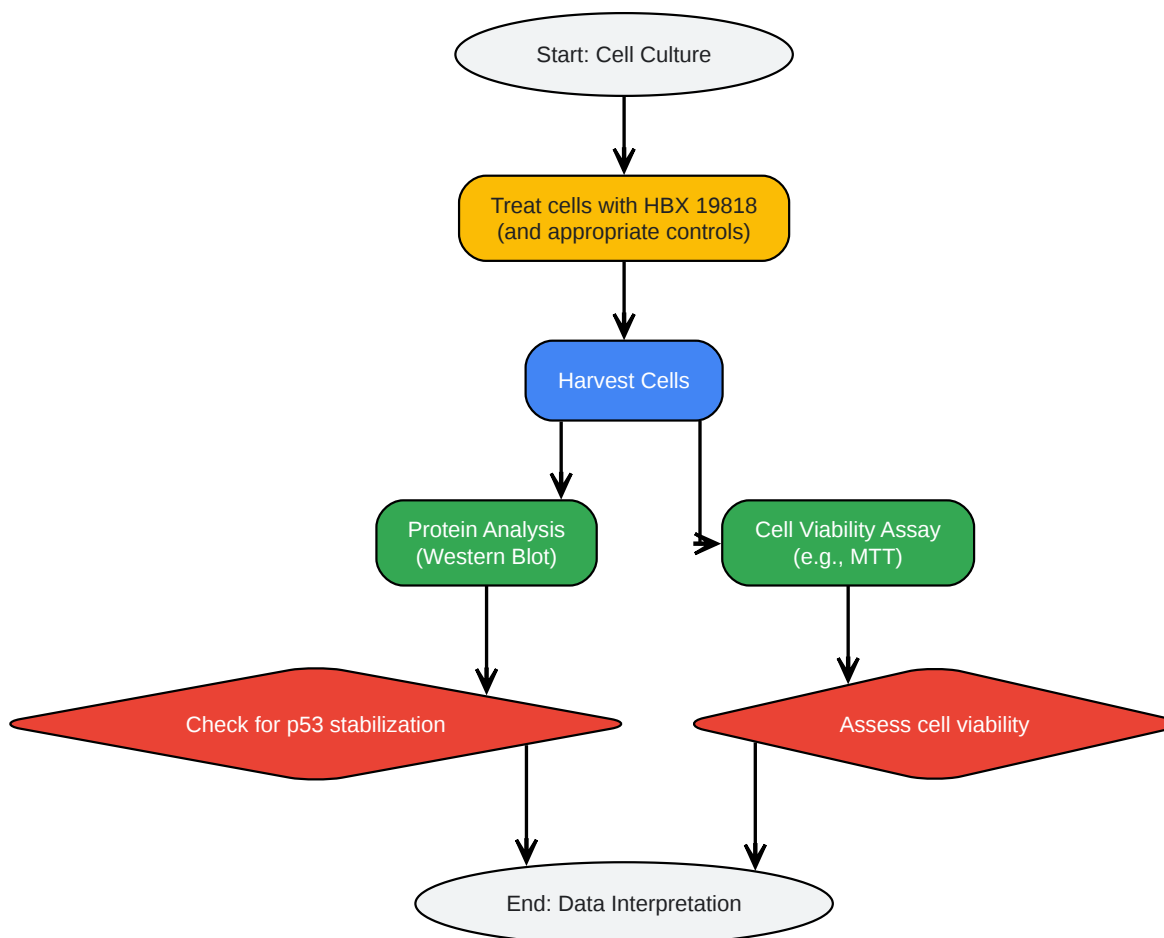 Start: Cell Culture
Treat cells with HBX 19818
(and appropriate controls)
Harvest Cells
Protein Analysis
(Western Blot)
Cell Viability Assay
(e.g., MTT)
Check for p53 stabilization
Assess cell viability
End: Data Interpretation